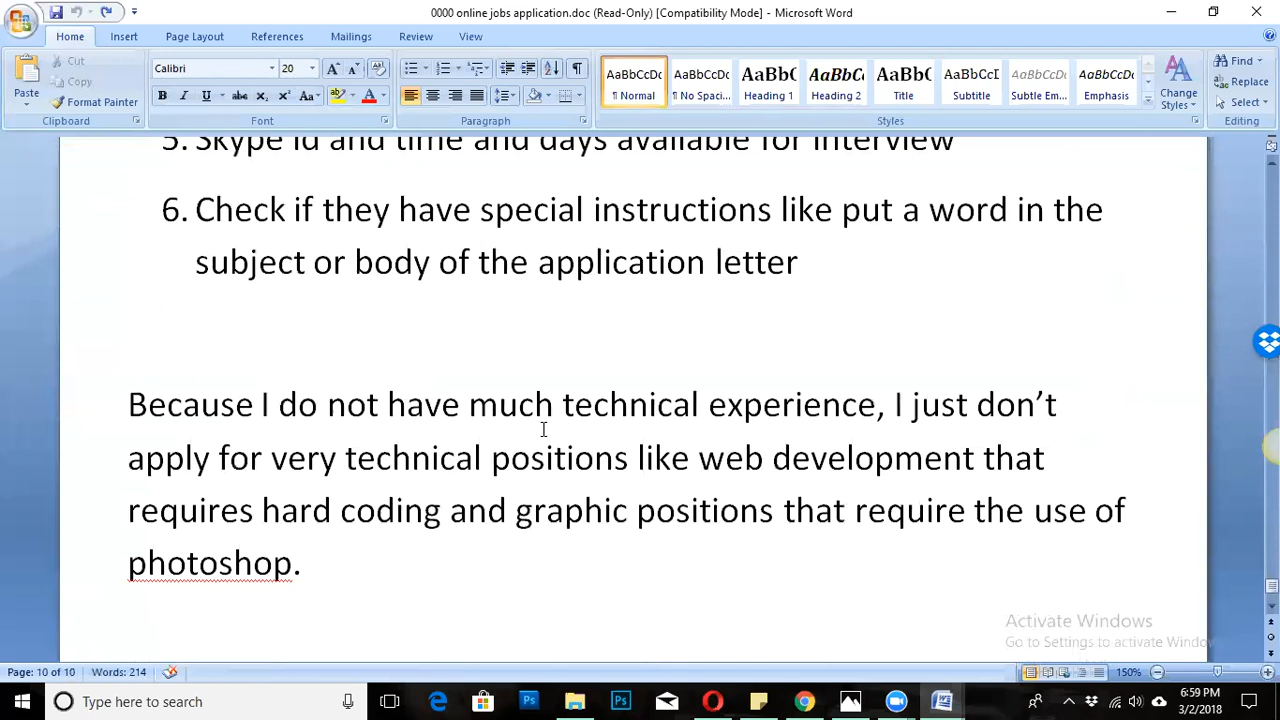 0000 online jobs application.doc (Read-Only) [Compatibility Mode] - Microsoft Word
Home Insert Page Layout References Mailings Review View
Paste
Cut
Copy
Format Painter
Clipboard
Calibri 20
B I U abc X₂ X² Aa
Font
Paragraph
AaBbCcDc AaBbCcDc AaBbC AaBbC AaBbC AaBbCcI AaBbCcDc AaBbCcDc
¶ Normal ¶ No Spaci... Heading 1 Heading 2 Title Subtitle Subtle Em... Emphasis
Change Styles
Styles
Find
Replace
Select
Editing
5. Skype id and time and days available for interview
6. Check if they have special instructions like put a word in the
subject or body of the application letter
Because I do not have much technical experience, I just don’t
apply for very technical positions like web development that
requires hard coding and graphic positions that require the use of
photoshop.
Activate Windows
Go to Settings to activate Windows
Page: 10 of 10 Words: 214 150%
Type here to search
Ps
Ps
6:59 PM
3/2/2018